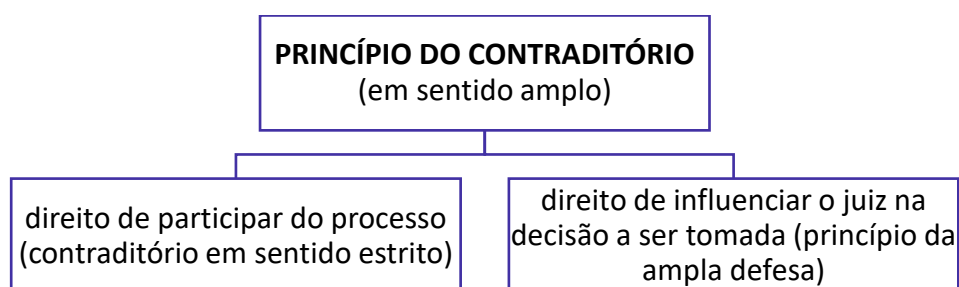 PRINCÍPIO DO CONTRADITÓRIO
(em sentido amplo)
direito de participar do processo
(contraditório em sentido estrito)
direito de influenciar o juiz na
decisão a ser tomada (princípio da
ampla defesa)